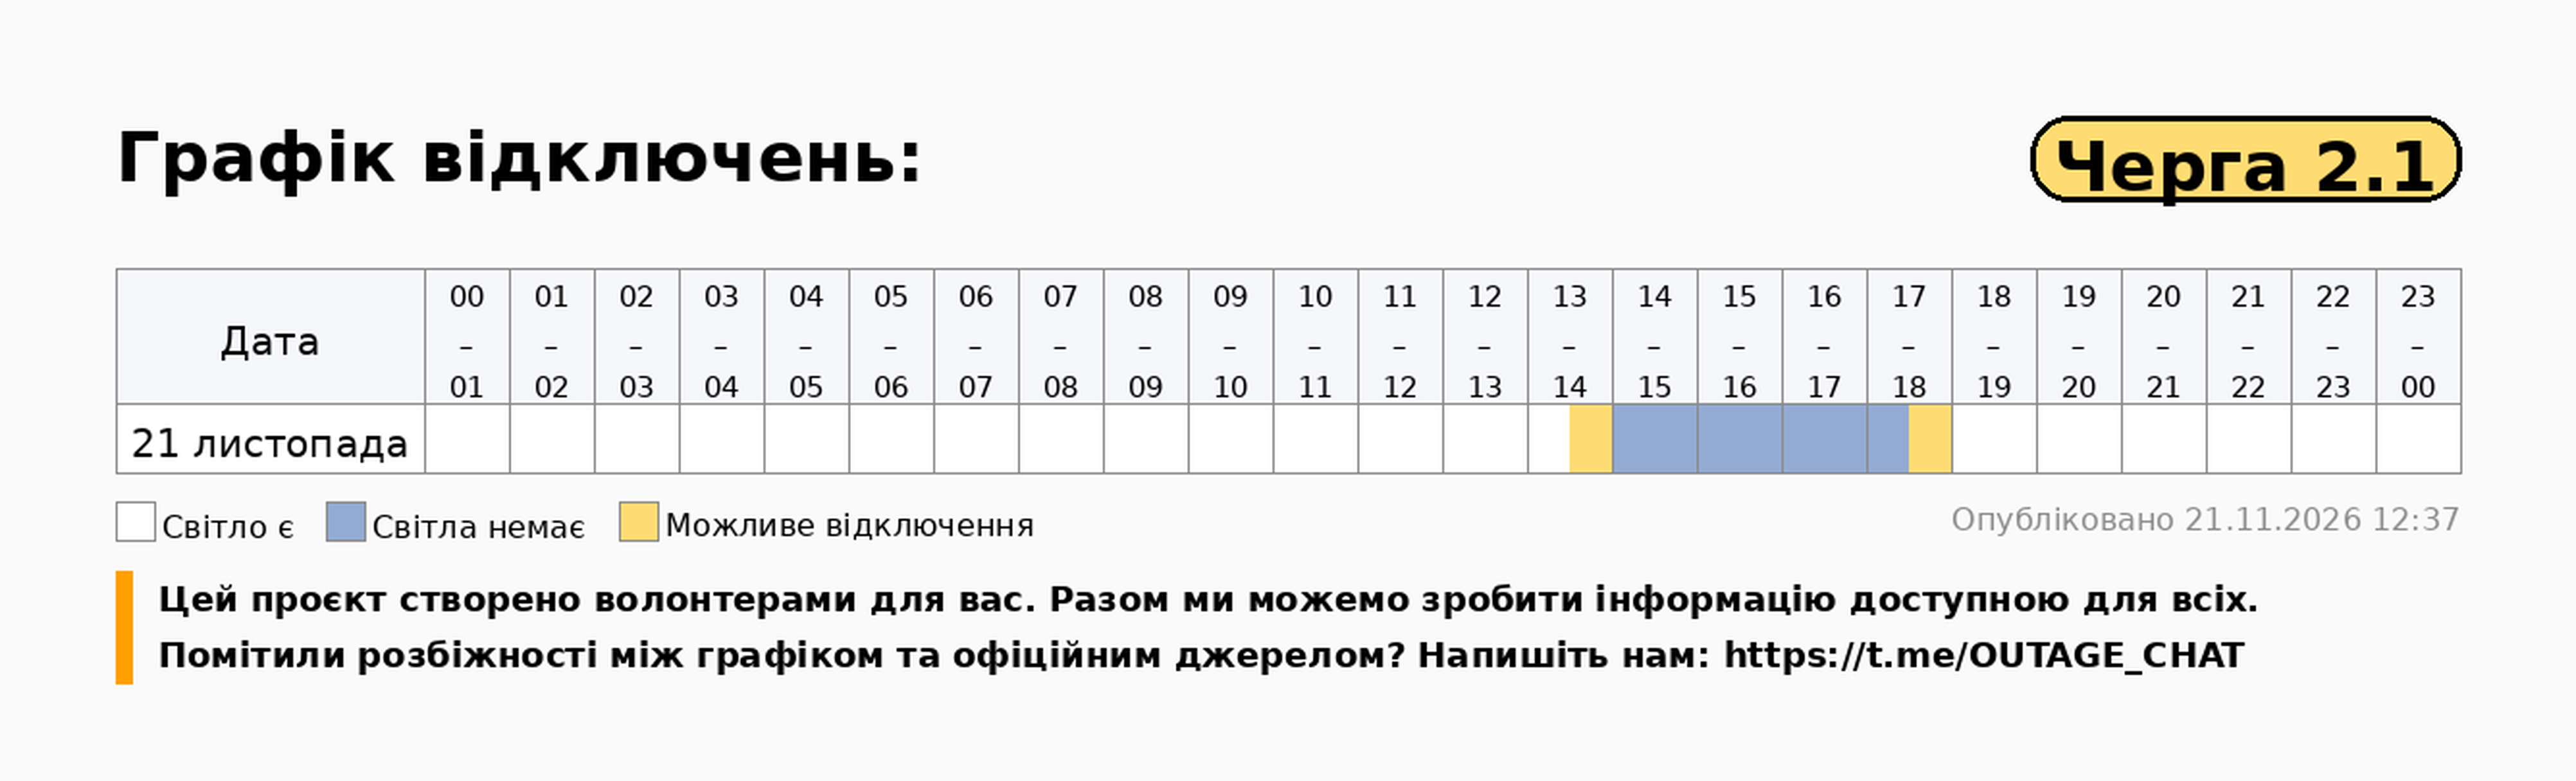 Графік відключень:
Черга 2.1
Дата
00 – 01
01 – 02
02 – 03
03 – 04
04 – 05
05 – 06
06 – 07
07 – 08
08 – 09
09 – 10
10 – 11
11 – 12
12 – 13
13 – 14
14 – 15
15 – 16
16 – 17
17 – 18
18 – 19
19 – 20
20 – 21
21 – 22
22 – 23
23 – 00
21 листопада
Світло є
Світла немає
Можливе відключення
Опубліковано 21.11.2026 12:37
Цей проєкт створено волонтерами для вас. Разом ми можемо зробити інформацію доступною для всіх.
Помітили розбіжності між графіком та офіційним джерелом? Напишіть нам: https://t.me/OUTAGE_CHAT